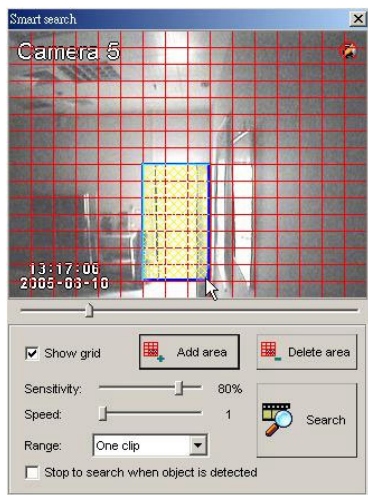 Smart search
Camera 5
13:17:06
2005-03-10
Show grid
Add area
Delete area
Sensitivity: 80%
Speed: 1
Search
Range: One clip
Stop to search when object is detected